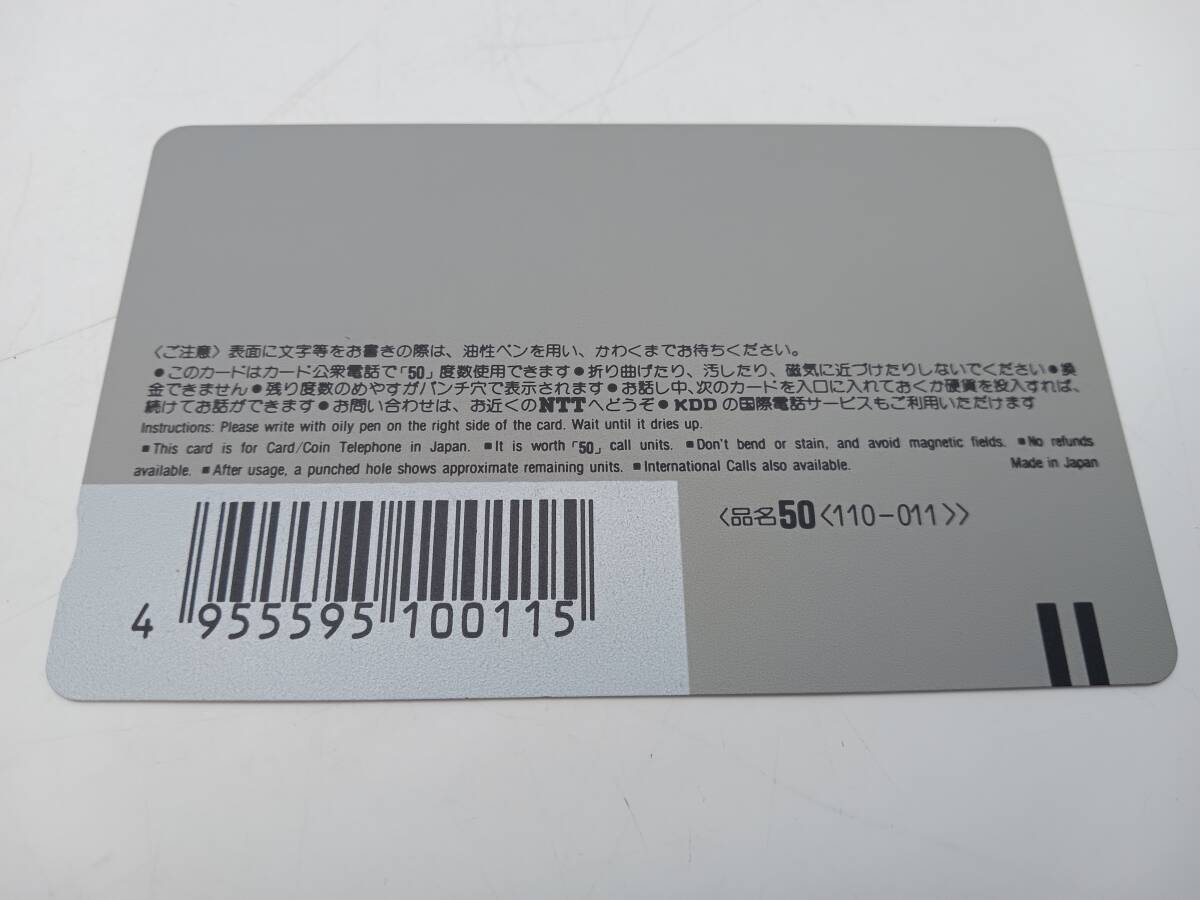 〈ご注意〉表面に文字等をお書きの際は、油性ペンを用い、かわくまでお待ちください。
●このカードはカード公衆電話で「50」度数使用できます●折り曲げたり、汚したり、磁気に近づけたりしないでください●換
金できません●残り度数のめやすがパンチ穴で表示されます●お話し中、次のカードを入口に入れておくか硬貨を投入すれば、
続けてお話ができます●お問い合わせは、お近くのNTTへどうぞ●KDDの国際電話サービスもご利用いただけます
Instructions: Please write with oily pen on the right side of the card. Wait until it dries up.
■This card is for Card/Coin Telephone in Japan. ■It is worth「50」call units. ■Don't bend or stain, and avoid magnetic fields. ■No refunds
available. ■After usage, a punched hole shows approximate remaining units. ■International Calls also available. Made in Japan
〈品名50〈110-011〉〉
4 955595 100115